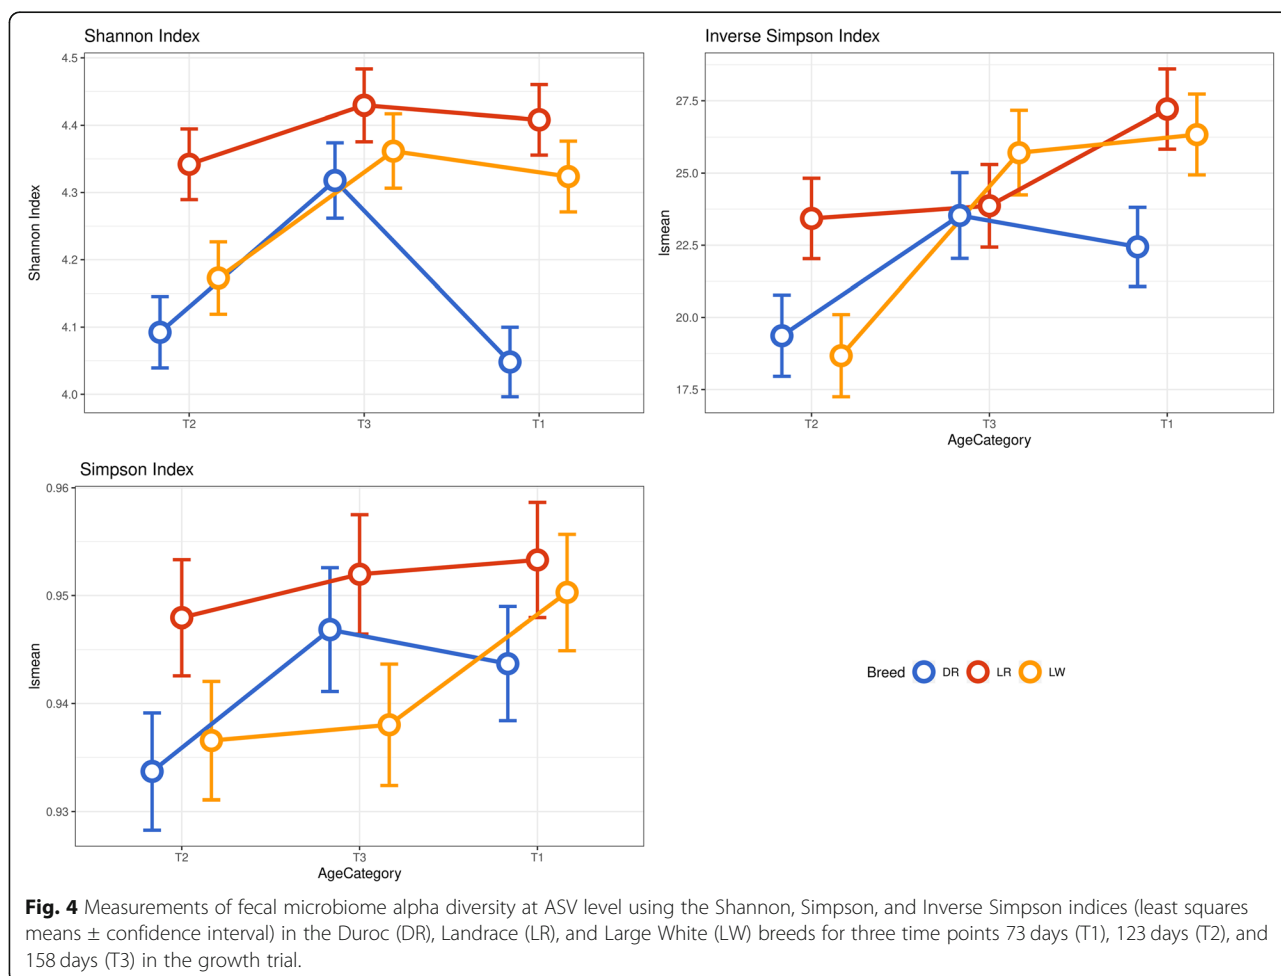 Shannon Index
4.5
4.4
4.3
4.2
4.1
4.0
Shannon Index
T2 T3 T1
Inverse Simpson Index
27.5
25.0
22.5
20.0
17.5
lsmean
T2 T3 T1
AgeCategory
Simpson Index
0.96
0.95
0.94
0.93
lsmean
T2 T3 T1
AgeCategory
Breed DR LR LW
Fig. 4 Measurements of fecal microbiome alpha diversity at ASV level using the Shannon, Simpson, and Inverse Simpson indices (least squares
means ± confidence interval) in the Duroc (DR), Landrace (LR), and Large White (LW) breeds for three time points 73 days (T1), 123 days (T2), and
158 days (T3) in the growth trial.